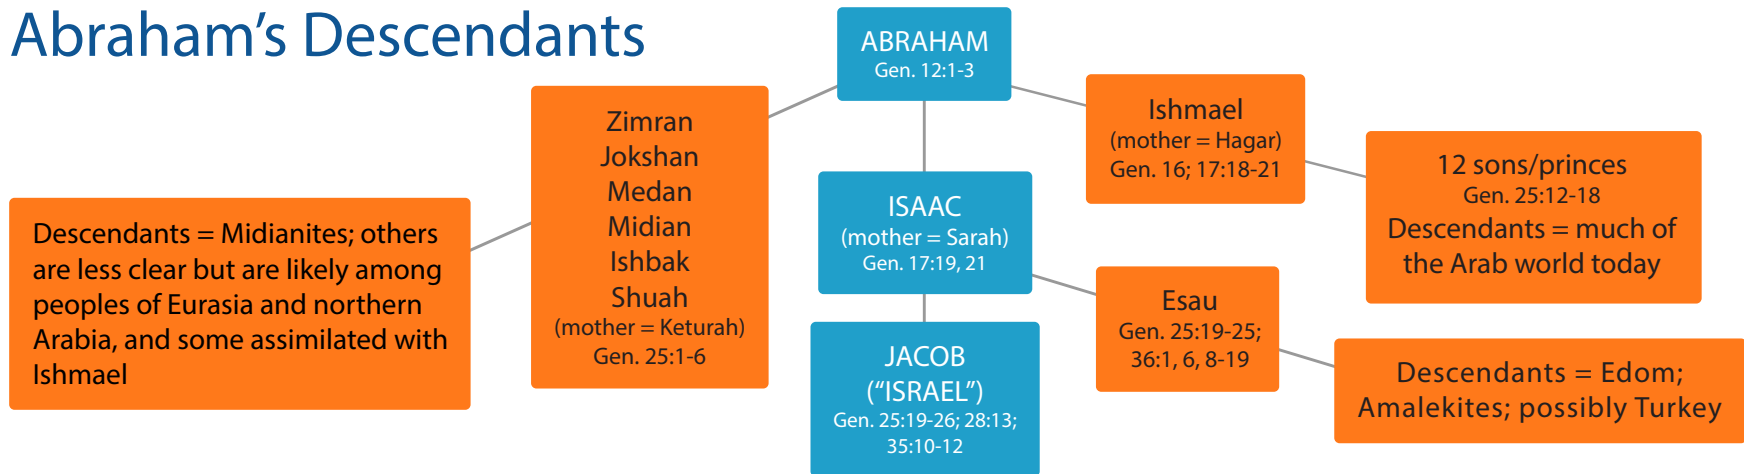 Abraham's Descendants
ABRAHAM
Gen. 12:1-3
Zimran
Jokshan
Medan
Midian
Ishbak
Shuah
(mother = Keturah)
Gen. 25:1-6
Descendants = Midianites; others
are less clear but are likely among
peoples of Eurasia and northern
Arabia, and some assimilated with
Ishmael
Ishmael
(mother = Hagar)
Gen. 16; 17:18-21
12 sons/princes
Gen. 25:12-18
Descendants = much of
the Arab world today
ISAAC
(mother = Sarah)
Gen. 17:19, 21
Esau
Gen. 25:19-25;
36:1, 6, 8-19
Descendants = Edom;
Amalekites; possibly Turkey
JACOB
(“ISRAEL”)
Gen. 25:19-26; 28:13;
35:10-12